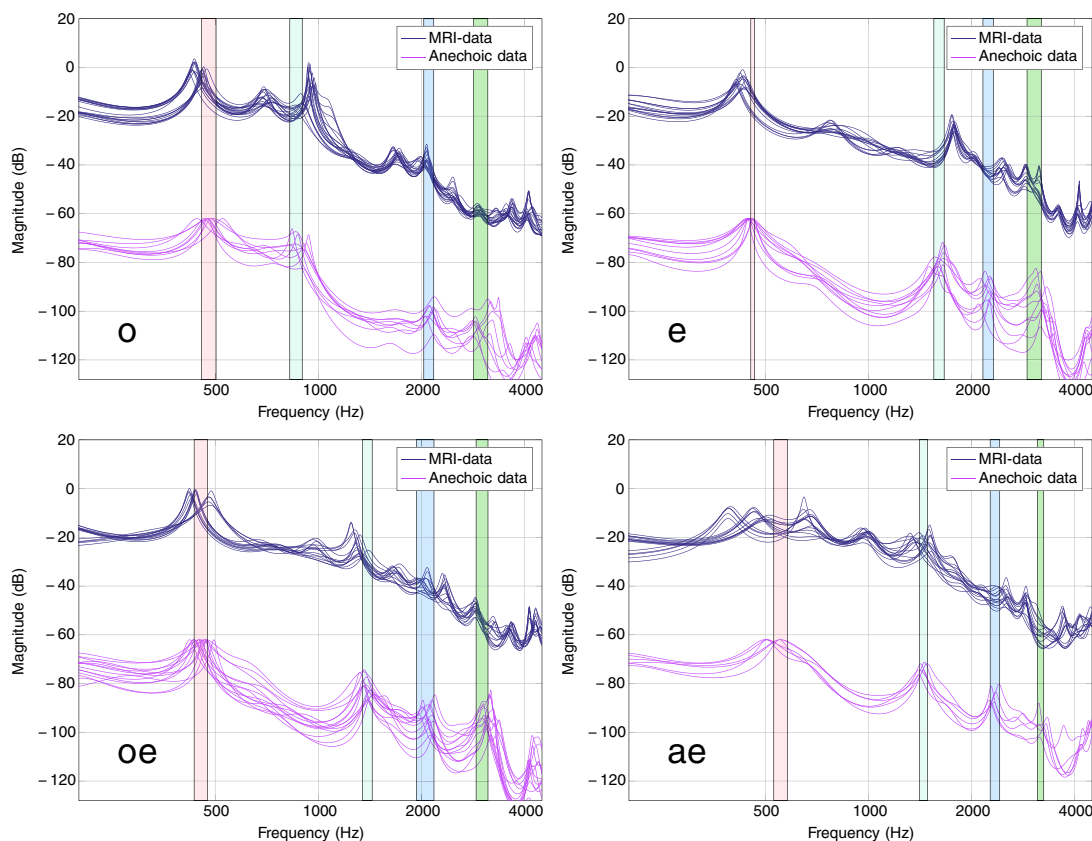 20
0
– 20
– 40
– 60
– 80
– 100
– 120
Magnitude (dB)
MRI-data
Anechoic data
o
500
1000
2000
4000
Frequency (Hz)
20
0
– 20
– 40
– 60
– 80
– 100
– 120
Magnitude (dB)
MRI-data
Anechoic data
e
500
1000
2000
4000
Frequency (Hz)
20
0
– 20
– 40
– 60
– 80
– 100
– 120
Magnitude (dB)
MRI-data
Anechoic data
oe
500
1000
2000
4000
Frequency (Hz)
20
0
– 20
– 40
– 60
– 80
– 100
– 120
Magnitude (dB)
MRI-data
Anechoic data
ae
500
1000
2000
4000
Frequency (Hz)